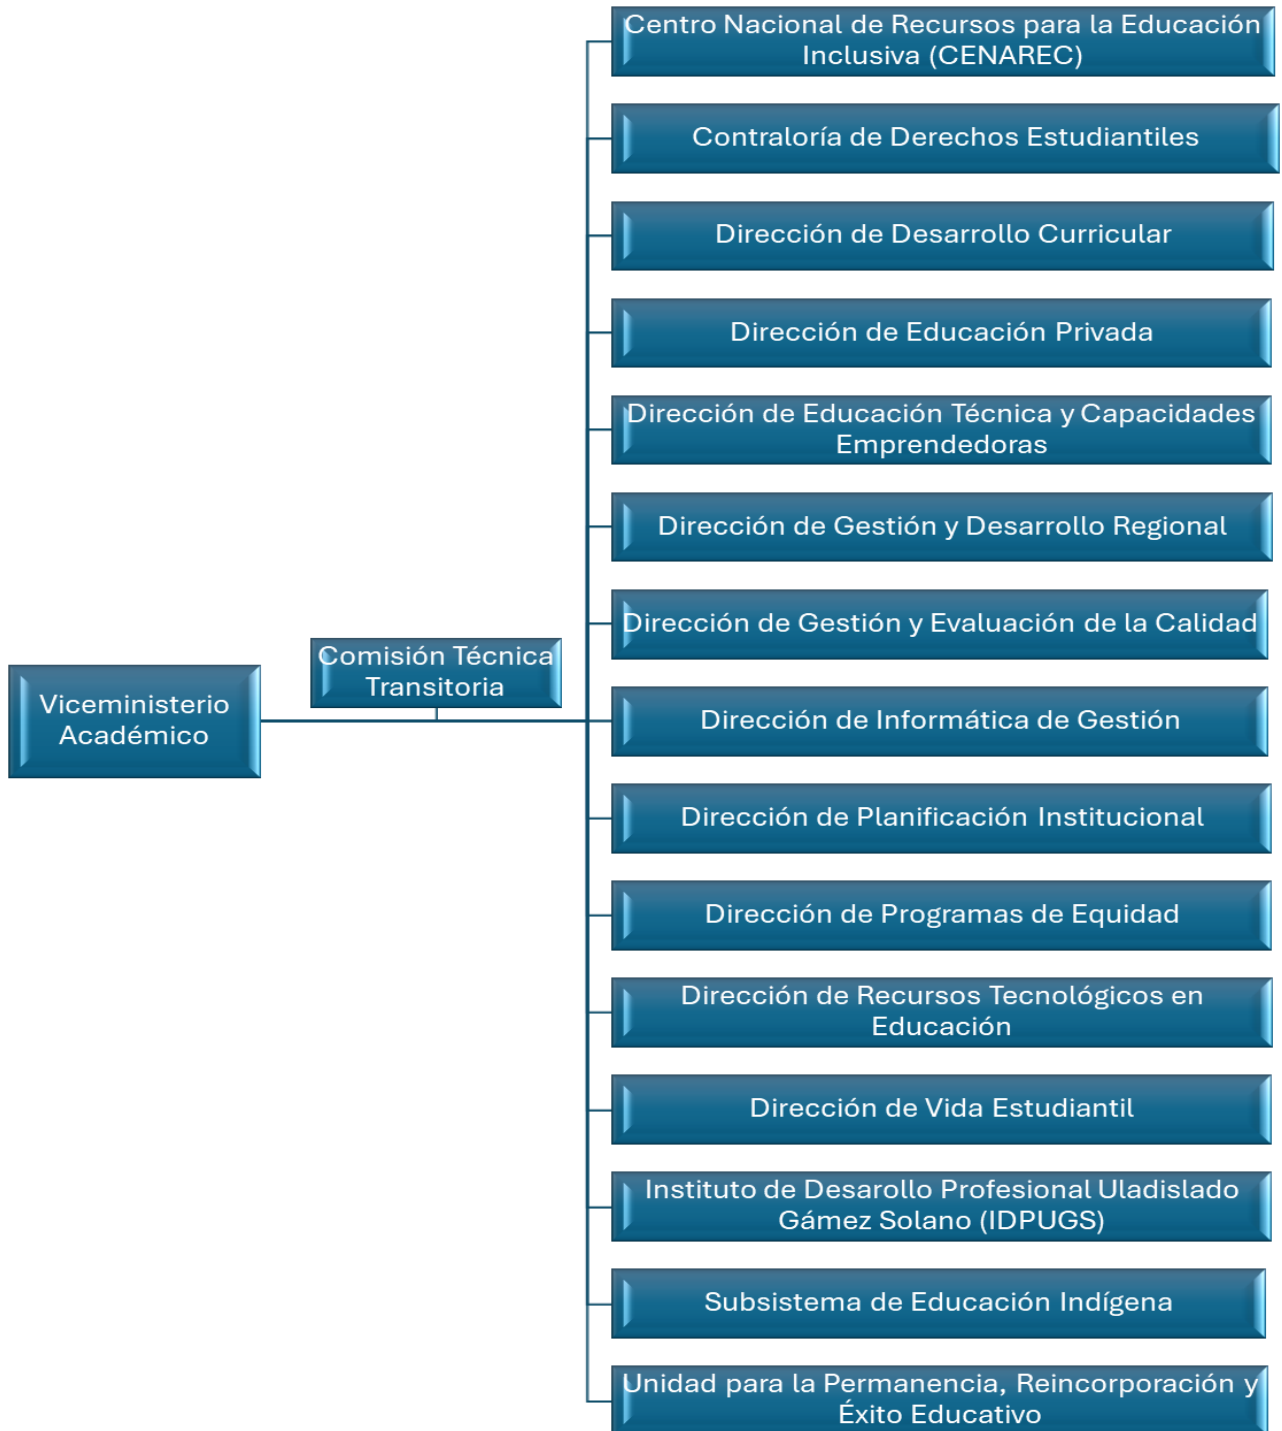 Viceministerio
Académico
Comisión Técnica
Transitoria
Centro Nacional de Recursos para la Educación
Inclusiva (CENAREC)
Contraloría de Derechos Estudiantiles
Dirección de Desarrollo Curricular
Dirección de Educación Privada
Dirección de Educación Técnica y Capacidades
Emprendedoras
Dirección de Gestión y Desarrollo Regional
Dirección de Gestión y Evaluación de la Calidad
Dirección de Informática de Gestión
Dirección de Planificación Institucional
Dirección de Programas de Equidad
Dirección de Recursos Tecnológicos en
Educación
Dirección de Vida Estudiantil
Instituto de Desarollo Profesional Uladislado
Gámez Solano (IDPUGS)
Subsistema de Educación Indígena
Unidad para la Permanencia, Reincorporación y
Éxito Educativo